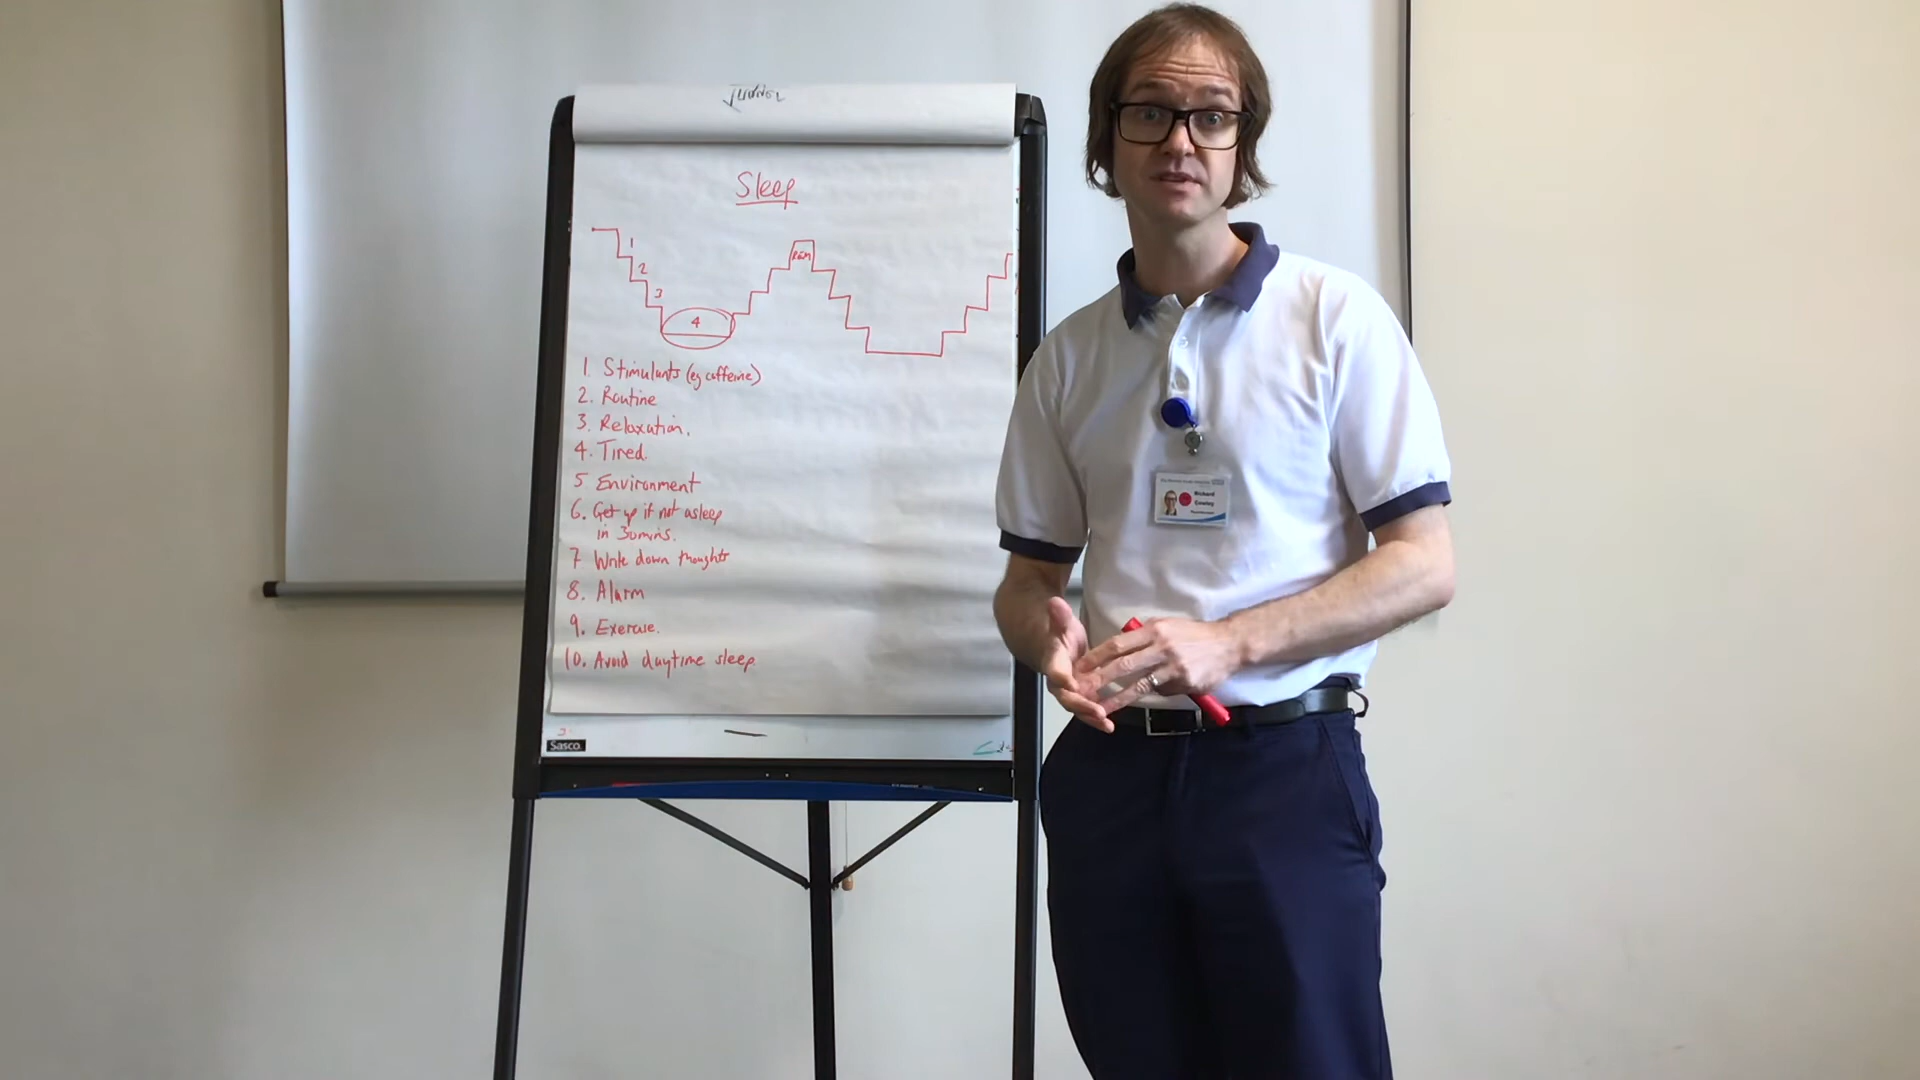 Sleep
1
2
3
4
REM
1. Stimulants (eg caffeine)
2. Routine
3. Relaxation.
4. Tired.
5 Environment
6. Get up if not asleep
in 30mins.
7 Write down thoughts
8. Alarm
9. Exercise.
10. Avoid daytime sleep
Sasco.
Richard
Cowley